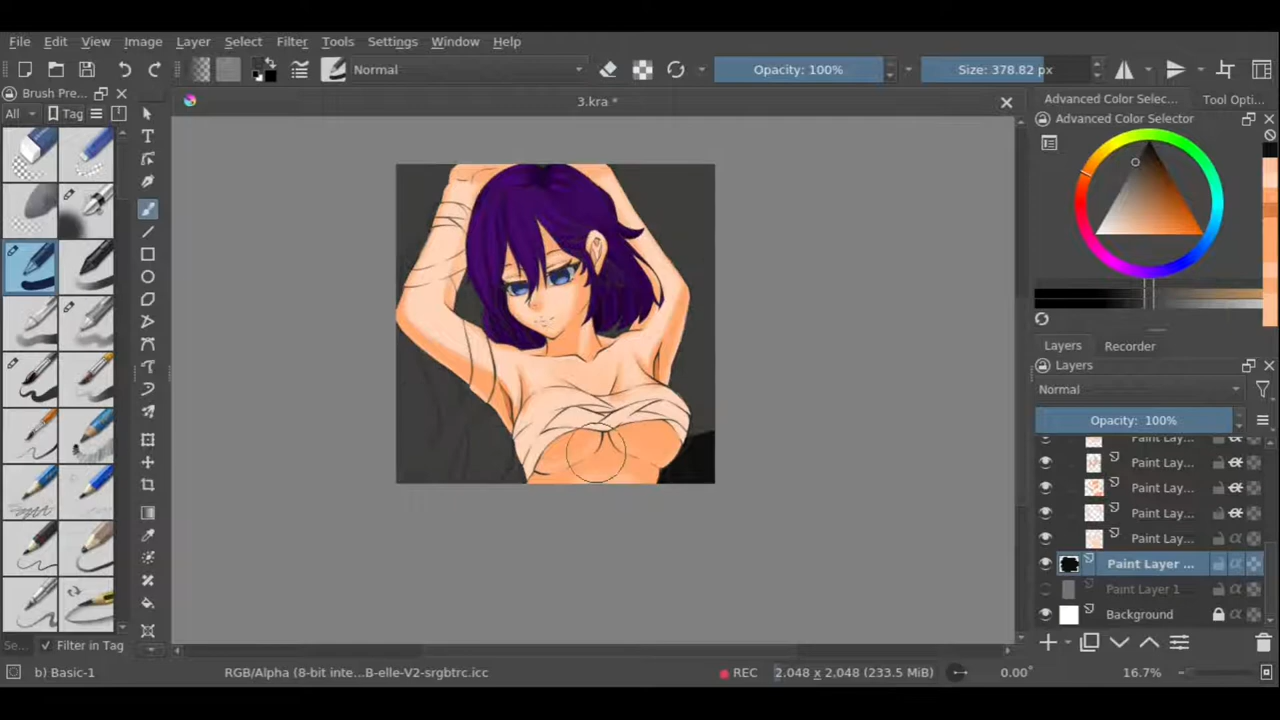 File Edit View Image Layer Select Filter Tools Settings Window Help
Normal Opacity: 100% Size: 378.82 px
Brush Pre...
3.kra *
Advanced Color Selec... Tool Opti...
All Tag
Advanced Color Selector
Layers Recorder
Layers
Normal
Opacity: 100%
Paint Lay...
Paint Lay...
Paint Lay...
Paint Lay...
Paint Lay...
Paint Layer ...
Paint Layer 1
Background
Se... Filter in Tag
b) Basic-1 RGB/Alpha (8-bit inte...B-elle-V2-srgbtrc.icc REC 2.048 x 2.048 (233.5 MiB) 0.00° 16.7%